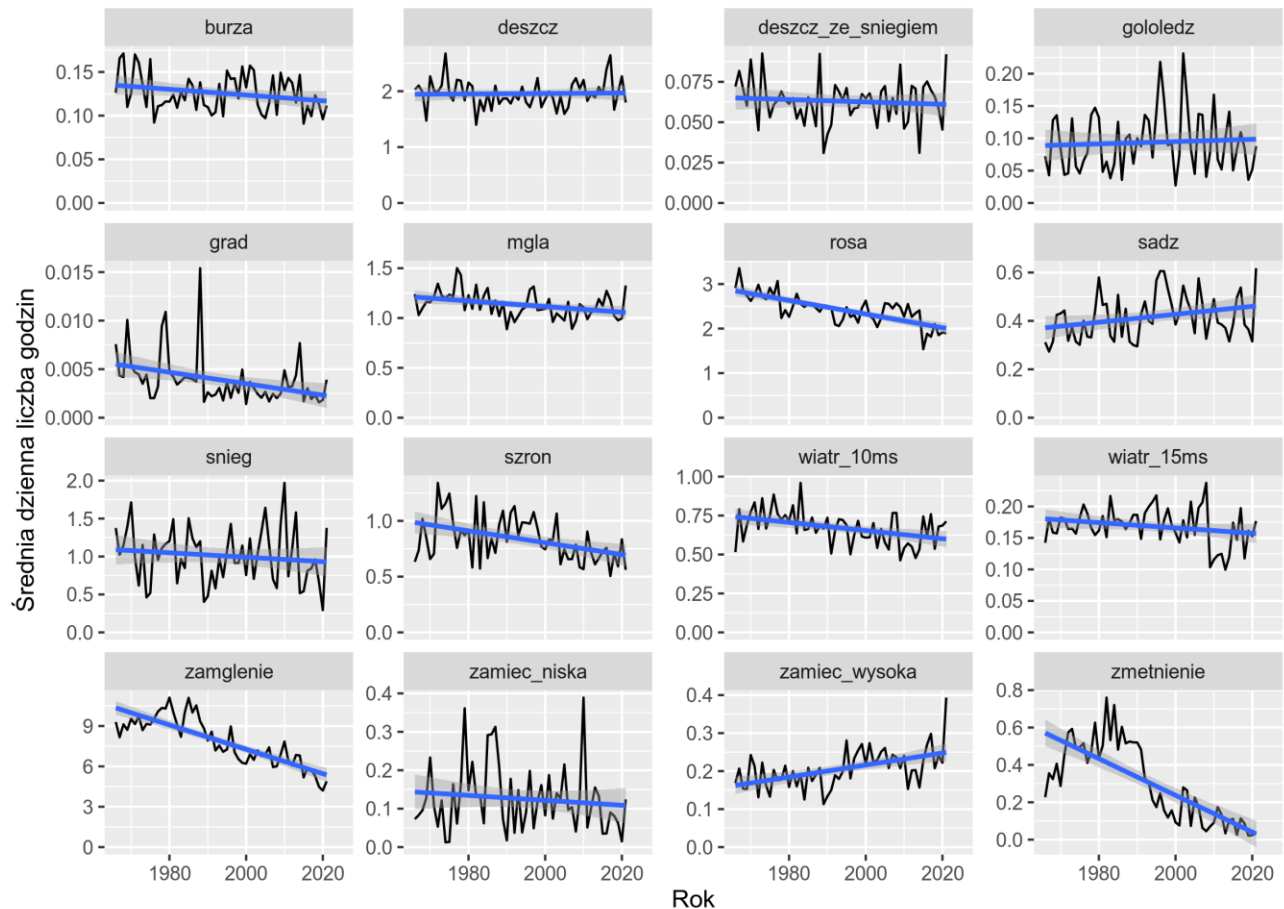 burza deszcz deszcz_ze_sniegiem gololedz
0.15 2 0.075 0.20
0.10 0.050 0.15
0.05 1 0.025 0.10
0.05
0.00 0 0.000 0.00
grad mgla rosa sadz
0.015 1.5 3 0.6
0.010 1.0 2 0.4
0.005 0.5 1 0.2
0.000 0.0 0 0.0
snieg szron wiatr_10ms wiatr_15ms
2.0 1.00 0.20
1.5 1.0 0.75 0.15
1.0 0.50 0.10
0.5 0.5 0.25 0.05
0.0 0.0 0.00 0.00
zamglenie zamiec_niska zamiec_wysoka zmetnienie
0.4 0.4 0.8
9 0.3 0.3 0.6
6 0.2 0.2 0.4
3 0.1 0.1 0.2
0 0.0 0.0 0.0
1980 2000 2020 1980 2000 2020 1980 2000 2020 1980 2000 2020
Rok
Średnia dzienna liczba godzin